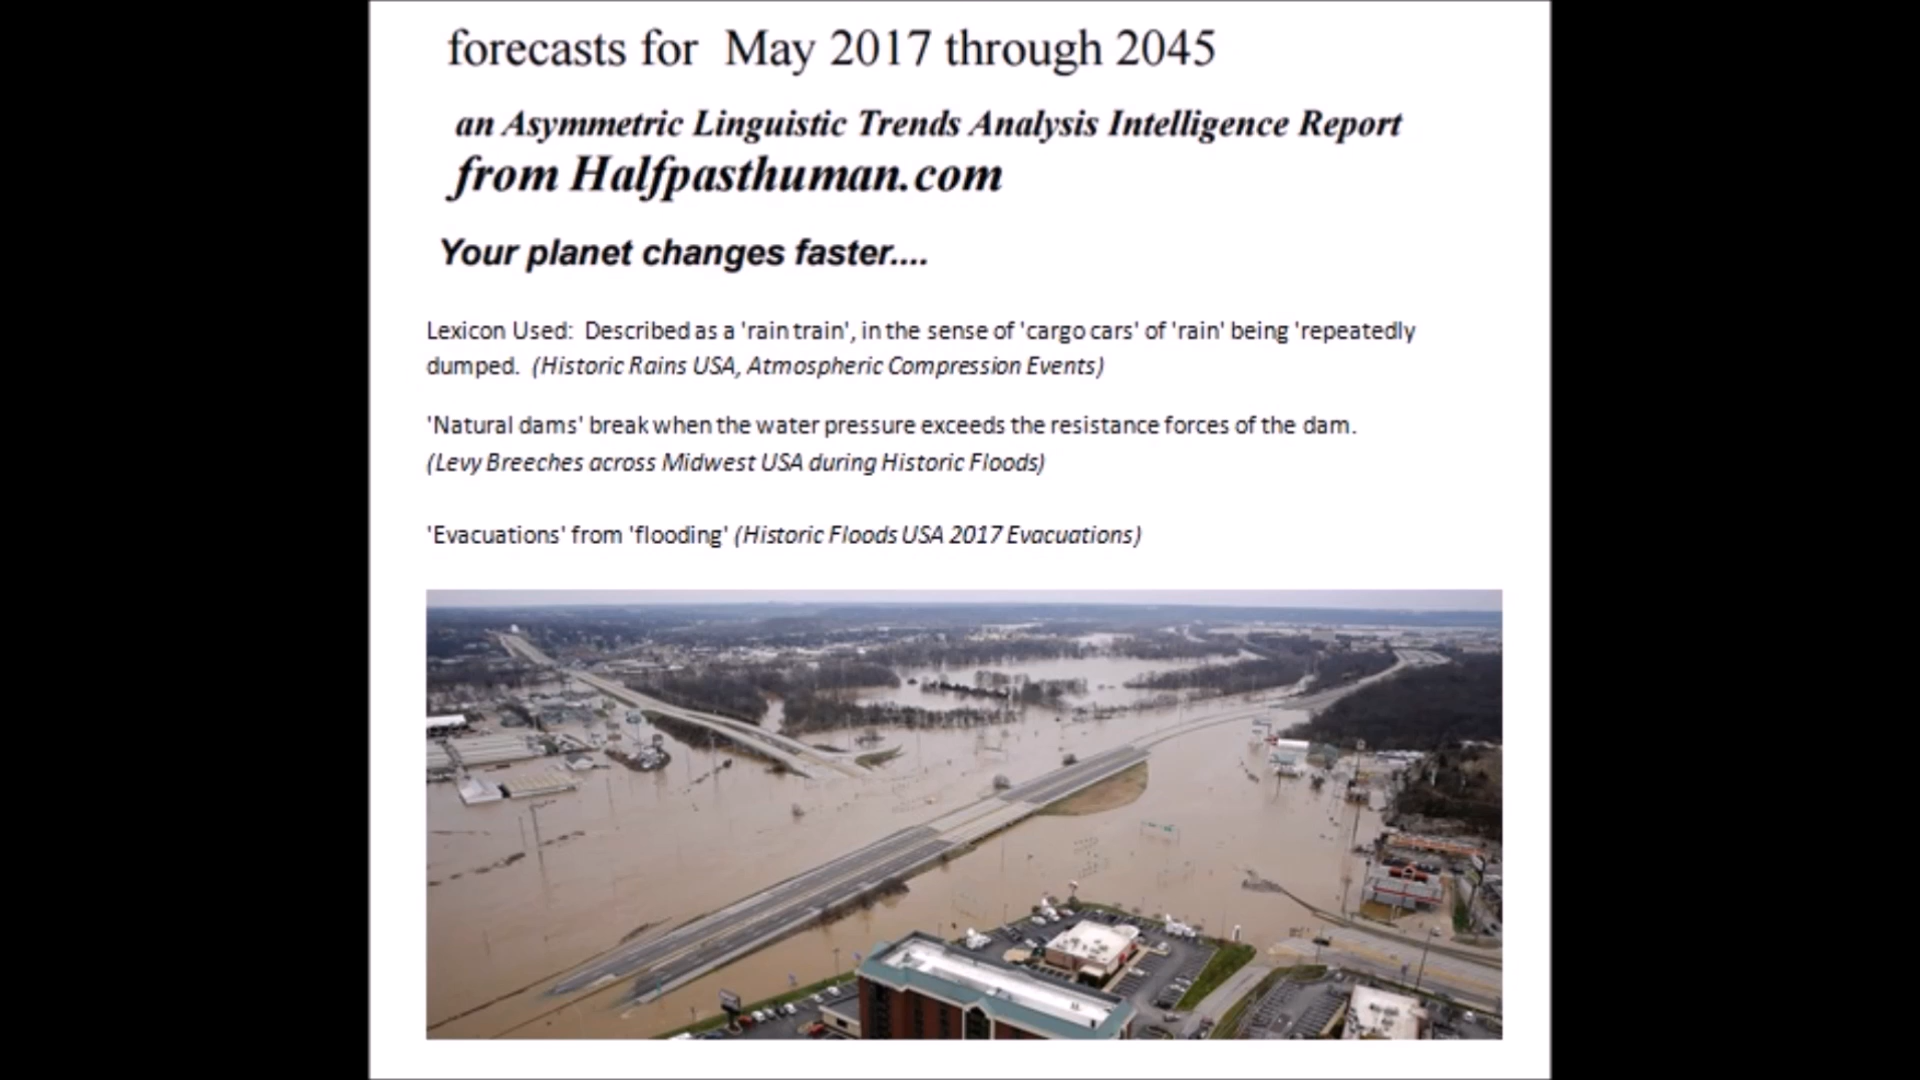 forecasts for May 2017 through 2045
an Asymmetric Linguistic Trends Analysis Intelligence Report
from Halfpasthuman.com
Your planet changes faster....
Lexicon Used: Described as a 'rain train', in the sense of 'cargo cars' of 'rain' being 'repeatedly
dumped. (Historic Rains USA, Atmospheric Compression Events)
'Natural dams' break when the water pressure exceeds the resistance forces of the dam.
(Levy Breeches across Midwest USA during Historic Floods)
'Evacuations' from 'flooding' (Historic Floods USA 2017 Evacuations)